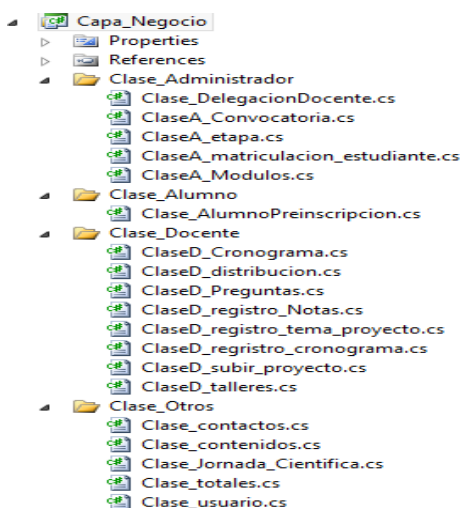 Capa_Negocio
Properties
References
Clase_Administrador
Clase_DelegacionDocente.cs
ClaseA_Convocatoria.cs
ClaseA_etapa.cs
ClaseA_matriculacion_estudiante.cs
ClaseA_Modulos.cs
Clase_Alumno
Clase_AlumnoPreinscripcion.cs
Clase_Docente
ClaseD_Cronograma.cs
ClaseD_distribucion.cs
ClaseD_Preguntas.cs
ClaseD_registro_Notas.cs
ClaseD_registro_tema_proyecto.cs
ClaseD_regristro_cronograma.cs
ClaseD_subir_proyecto.cs
ClaseD_talleres.cs
Clase_Otros
Clase_contactos.cs
Clase_contenidos.cs
Clase_Jornada_Cientifica.cs
Clase_totales.cs
Clase_usuario.cs